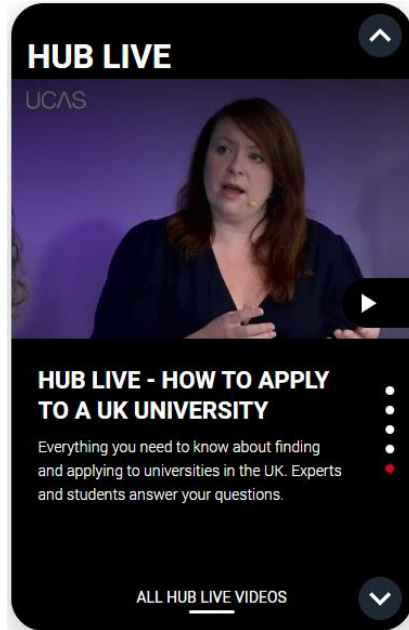 HUB LIVE
UCAS
HUB LIVE - HOW TO APPLY
TO A UK UNIVERSITY
Everything you need to know about finding
and applying to universities in the UK. Experts
and students answer your questions.
ALL HUB LIVE VIDEOS